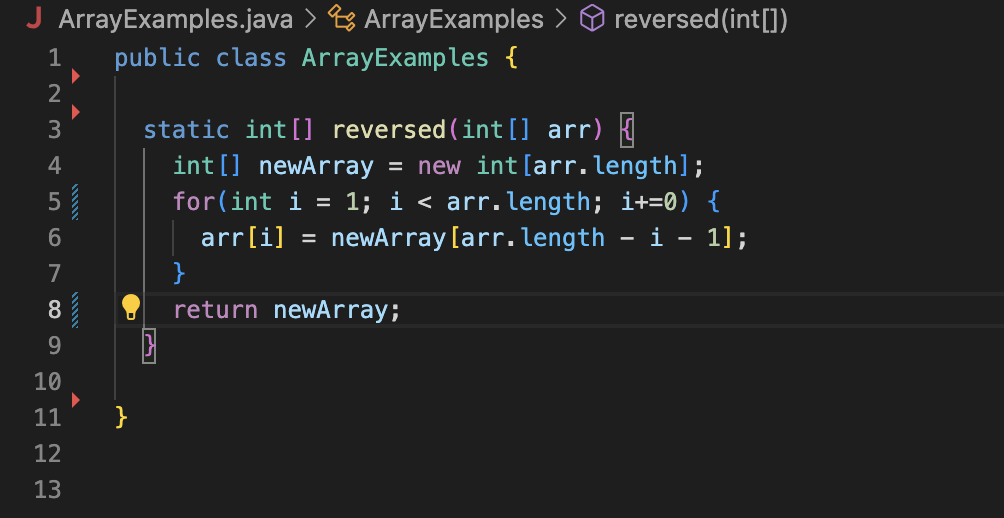 ArrayExamples.java > ArrayExamples > reversed(int[])
1 public class ArrayExamples {
2
3 static int[] reversed(int[] arr) {
4 int[] newArray = new int[arr.length];
5 for(int i = 1; i < arr.length; i+=0) {
6 arr[i] = newArray[arr.length - i - 1];
7 }
8 return newArray;
9 }
10
11 }
12
13